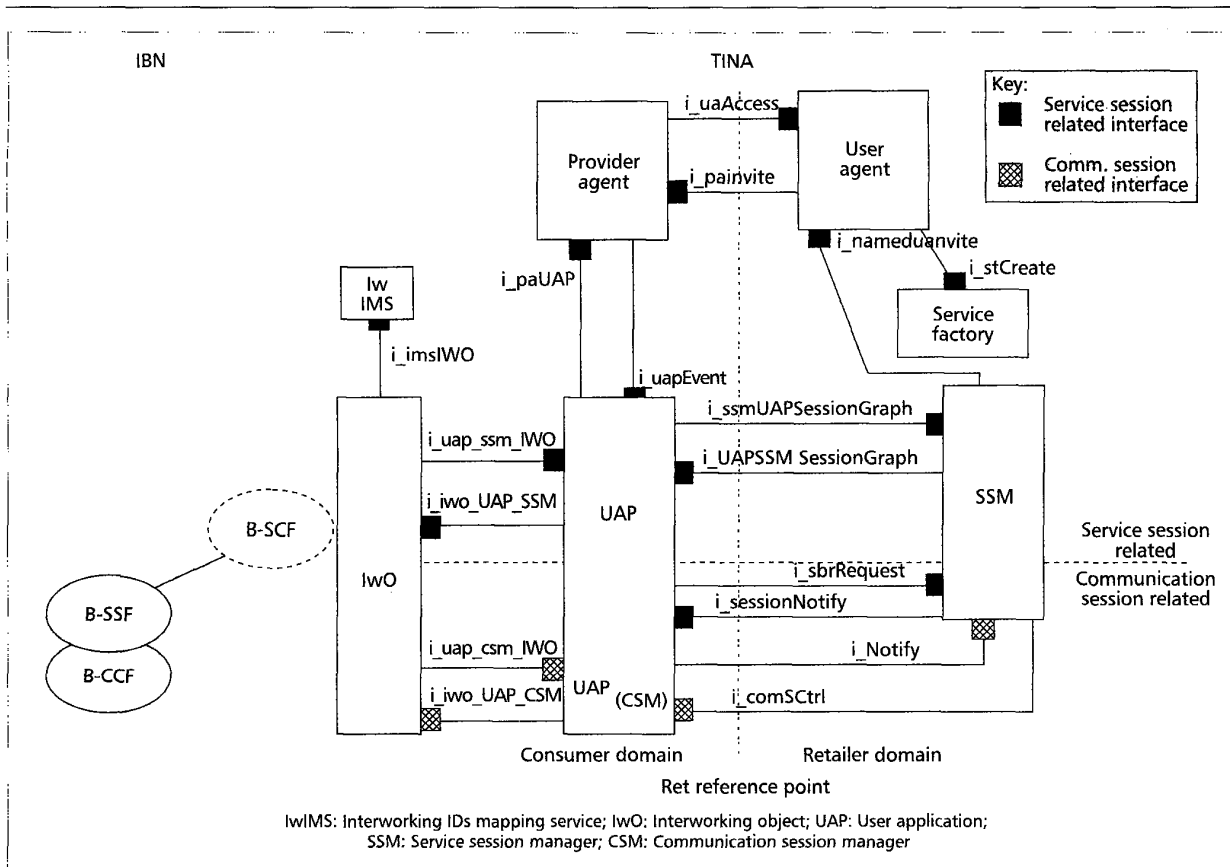 IBN
TINA
Key:
Service session
related interface
Comm. session
related interface
i_uaAccess
Provider
agent
User
agent
i_painvite
i_nameduanvite
i_stCreate
Service
factory
i_paUAP
Iw
IMS
i_imsIWO
i_uapEvent
i_ssmUAPSessionGraph
i_uap_ssm_IWO
i_UAPSSM SessionGraph
i_iwo_UAP_SSM
UAP
SSM
B-SCF
IwO
Service session
related
Communication
session related
i_sbrRequest
i_sessionNotify
B-SSF
B-CCF
i_uap_csm_IWO
i_Notify
i_iwo_UAP_CSM
UAP
(CSM)
i_comSCtrl
Consumer domain
Retailer domain
Ret reference point
IwIMS: Interworking IDs mapping service; IwO: Interworking object; UAP: User application;
SSM: Service session manager; CSM: Communication session manager